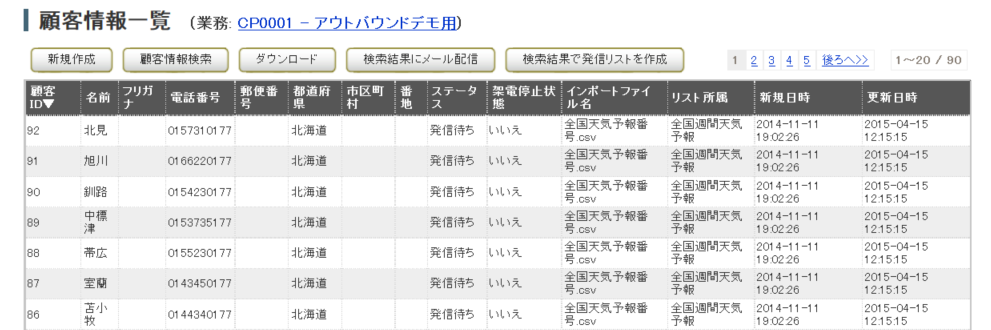 顧客情報一覧 (業務: CP0001 - アウトバウンドデモ用)
新規作成 顧客情報検索 ダウンロード 検索結果にメール配信 検索結果で発信リストを作成 1 2 3 4 5 後ろへ>> 1～20 / 90
顧客ID▼ 名前 フリガナ 電話番号 郵便番号 都道府県 市区町村 番地 ステータス 架電停止状態 インポートファイル名 リスト所属 新規日時 更新日時
92 北見 0157310177 北海道 発信待ち いいえ 全国天気予報番号.csv 全国週間天気予報 2014-11-11 19:02:26 2015-04-15 12:15:15
91 旭川 0166220177 北海道 発信待ち いいえ 全国天気予報番号.csv 全国週間天気予報 2014-11-11 19:02:26 2015-04-15 12:15:15
90 釧路 0154230177 北海道 発信待ち いいえ 全国天気予報番号.csv 全国週間天気予報 2014-11-11 19:02:26 2015-04-15 12:15:15
89 中標津 0153735177 北海道 発信待ち いいえ 全国天気予報番号.csv 全国週間天気予報 2014-11-11 19:02:26 2015-04-15 12:15:15
88 帯広 0155230177 北海道 発信待ち いいえ 全国天気予報番号.csv 全国週間天気予報 2014-11-11 19:02:26 2015-04-15 12:15:15
87 室蘭 0143450177 北海道 発信待ち いいえ 全国天気予報番号.csv 全国週間天気予報 2014-11-11 19:02:26 2015-04-15 12:15:15
86 苫小牧 0144340177 北海道 発信待ち いいえ 全国天気予報番号.csv 全国週間天気予報 2014-11-11 19:02:26 2015-04-15 12:15:15